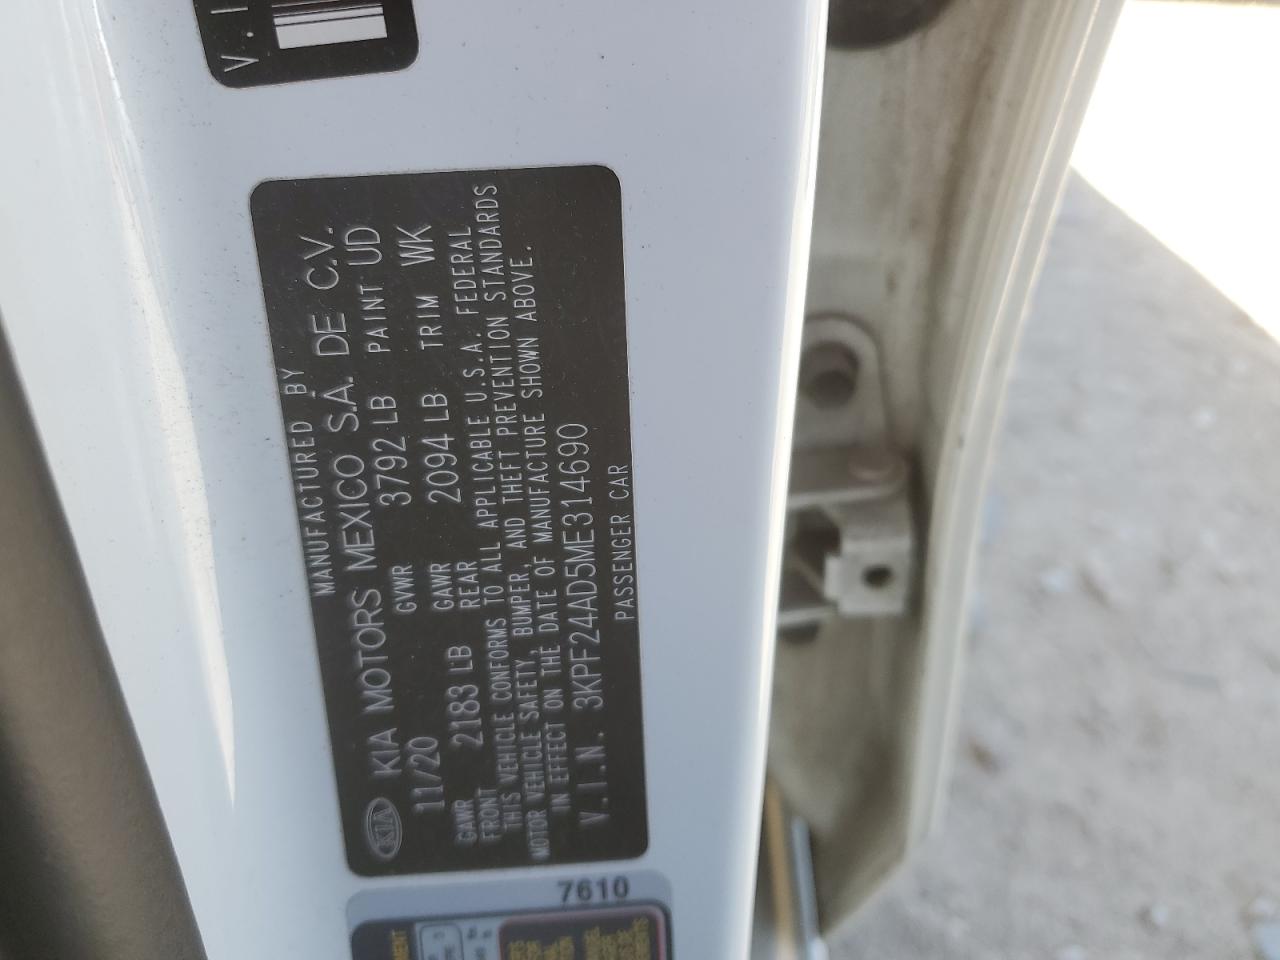 V.I
MANUFACTURED BY
KIA KIA MOTORS MEXICO S.A. DE C.V.
11/20 GVWR 3792 LB PAINT UD
GAWR FRONT 2183 LB GAWR REAR 2094 LB TRIM WK
THIS VEHICLE CONFORMS TO ALL APPLICABLE U.S.A. FEDERAL
MOTOR VEHICLE SAFETY, BUMPER, AND THEFT PREVENTION STANDARDS
IN EFFECT ON THE DATE OF MANUFACTURE SHOWN ABOVE.
V.I.N. 3KPF24AD5ME314690
PASSENGER CAR
7610